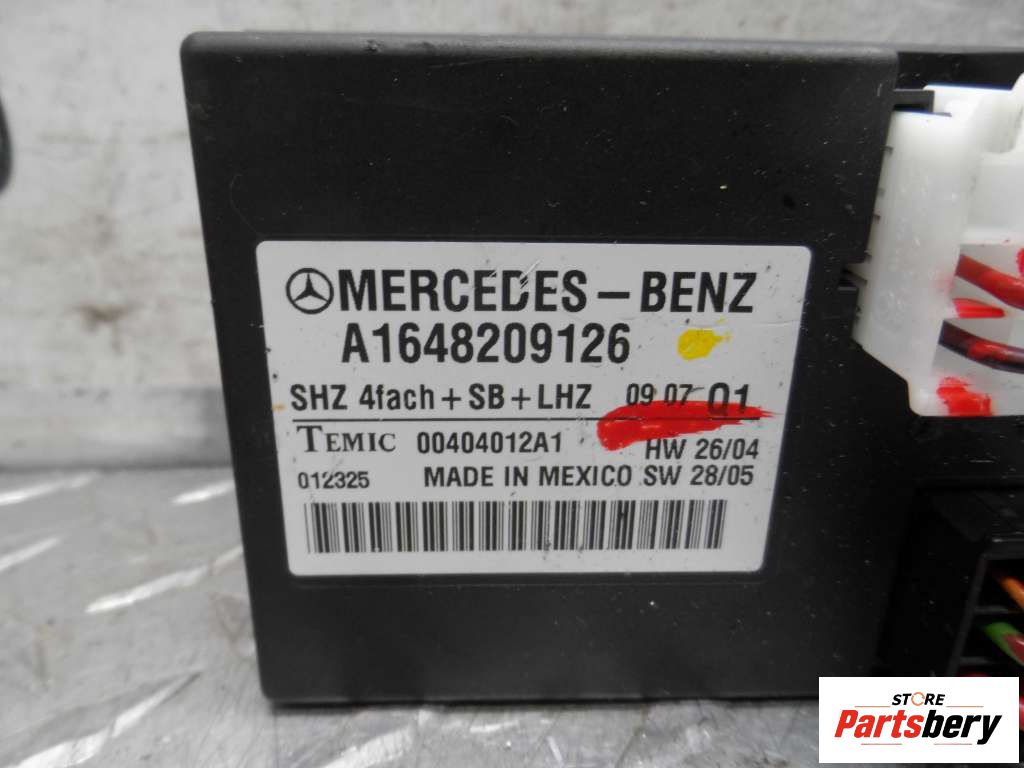 MERCEDES-BENZ
A1648209126
SHZ 4fach+SB+LHZ 09 07 Q1
TEMIC 00404012A1 HW 26/04
012325 MADE IN MEXICO SW 28/05
STORE
Partsbery